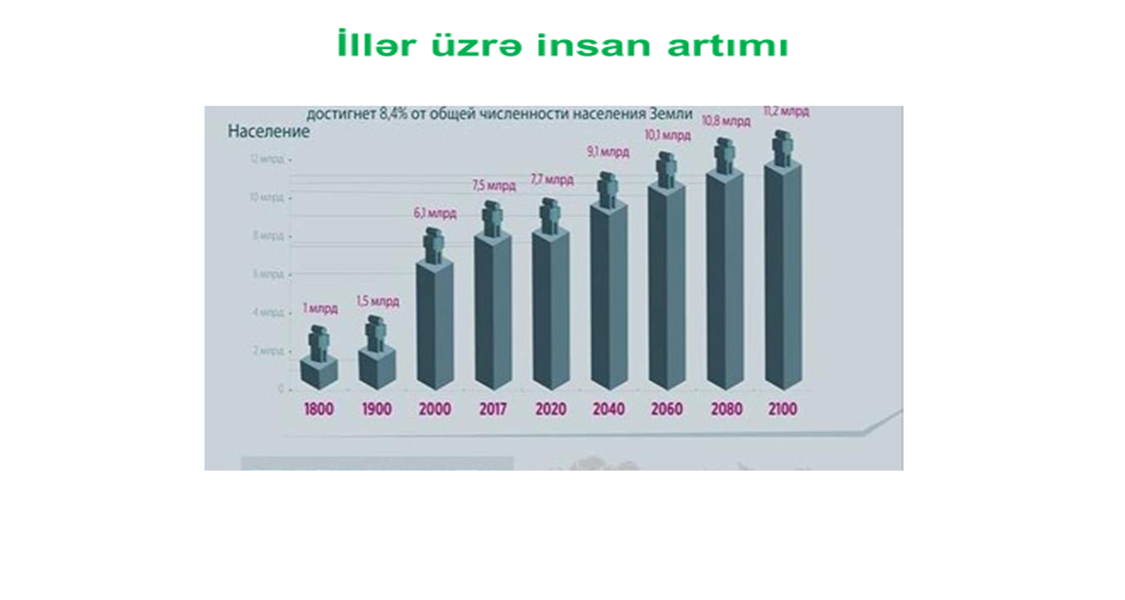 İllər üzrə insan artımı
достигнет 8,4% от общей численности населения Земли
Население
12 млрд
10 млрд
8 млрд
6 млрд
4 млрд
2 млрд
0
1 млрд
1,5 млрд
6,1 млрд
7,5 млрд
7,7 млрд
9,1 млрд
10,1 млрд
10,8 млрд
11,2 млрд
1800 1900 2000 2017 2020 2040 2060 2080 2100